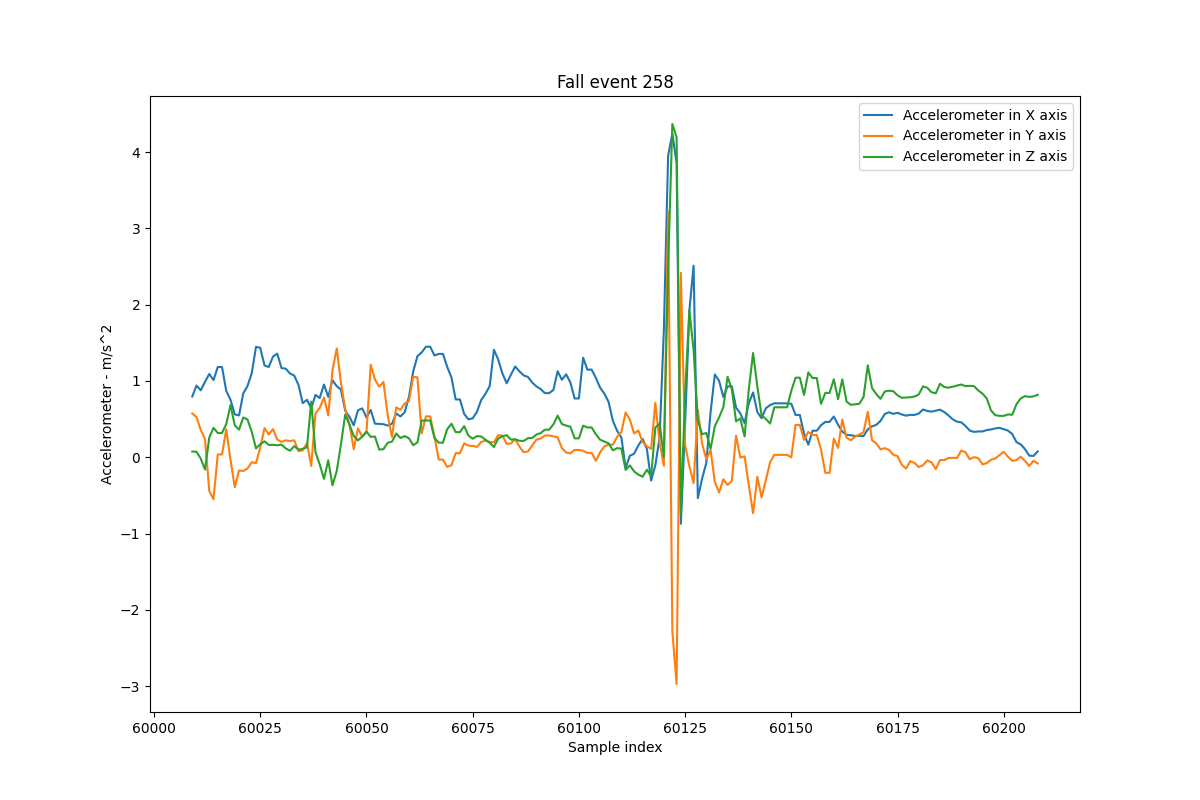 Fall event 258
Accelerometer in X axis
Accelerometer in Y axis
Accelerometer in Z axis
Accelerometer - m/s^2
4
3
2
1
0
−1
−2
−3
60000 60025 60050 60075 60100 60125 60150 60175 60200
Sample index